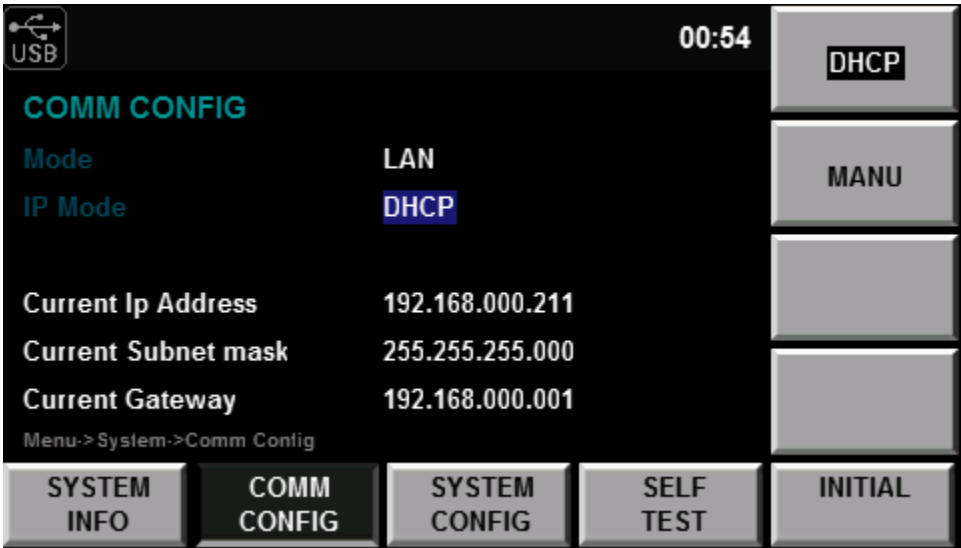 USB
00:54
DHCP
COMM CONFIG
Mode LAN
MANU
IP Mode DHCP
Current Ip Address 192.168.000.211
Current Subnet mask 255.255.255.000
Current Gateway 192.168.000.001
Menu->System->Comm Config
SYSTEM INFO
COMM CONFIG
SYSTEM CONFIG
SELF TEST
INITIAL